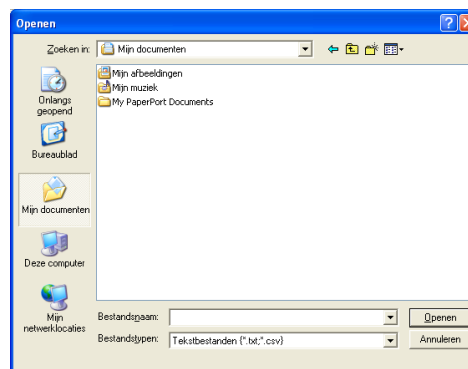 Openen
Zoeken in: Mijn documenten
Mijn afbeeldingen
Mijn muziek
My PaperPort Documents
Onlangs
geopend
Bureaublad
Mijn documenten
Deze computer
Mijn
netwerklocaties
Bestandsnaam:
Openen
Bestandstypen: Tekstbestanden {*.txt;*.csv}
Annuleren